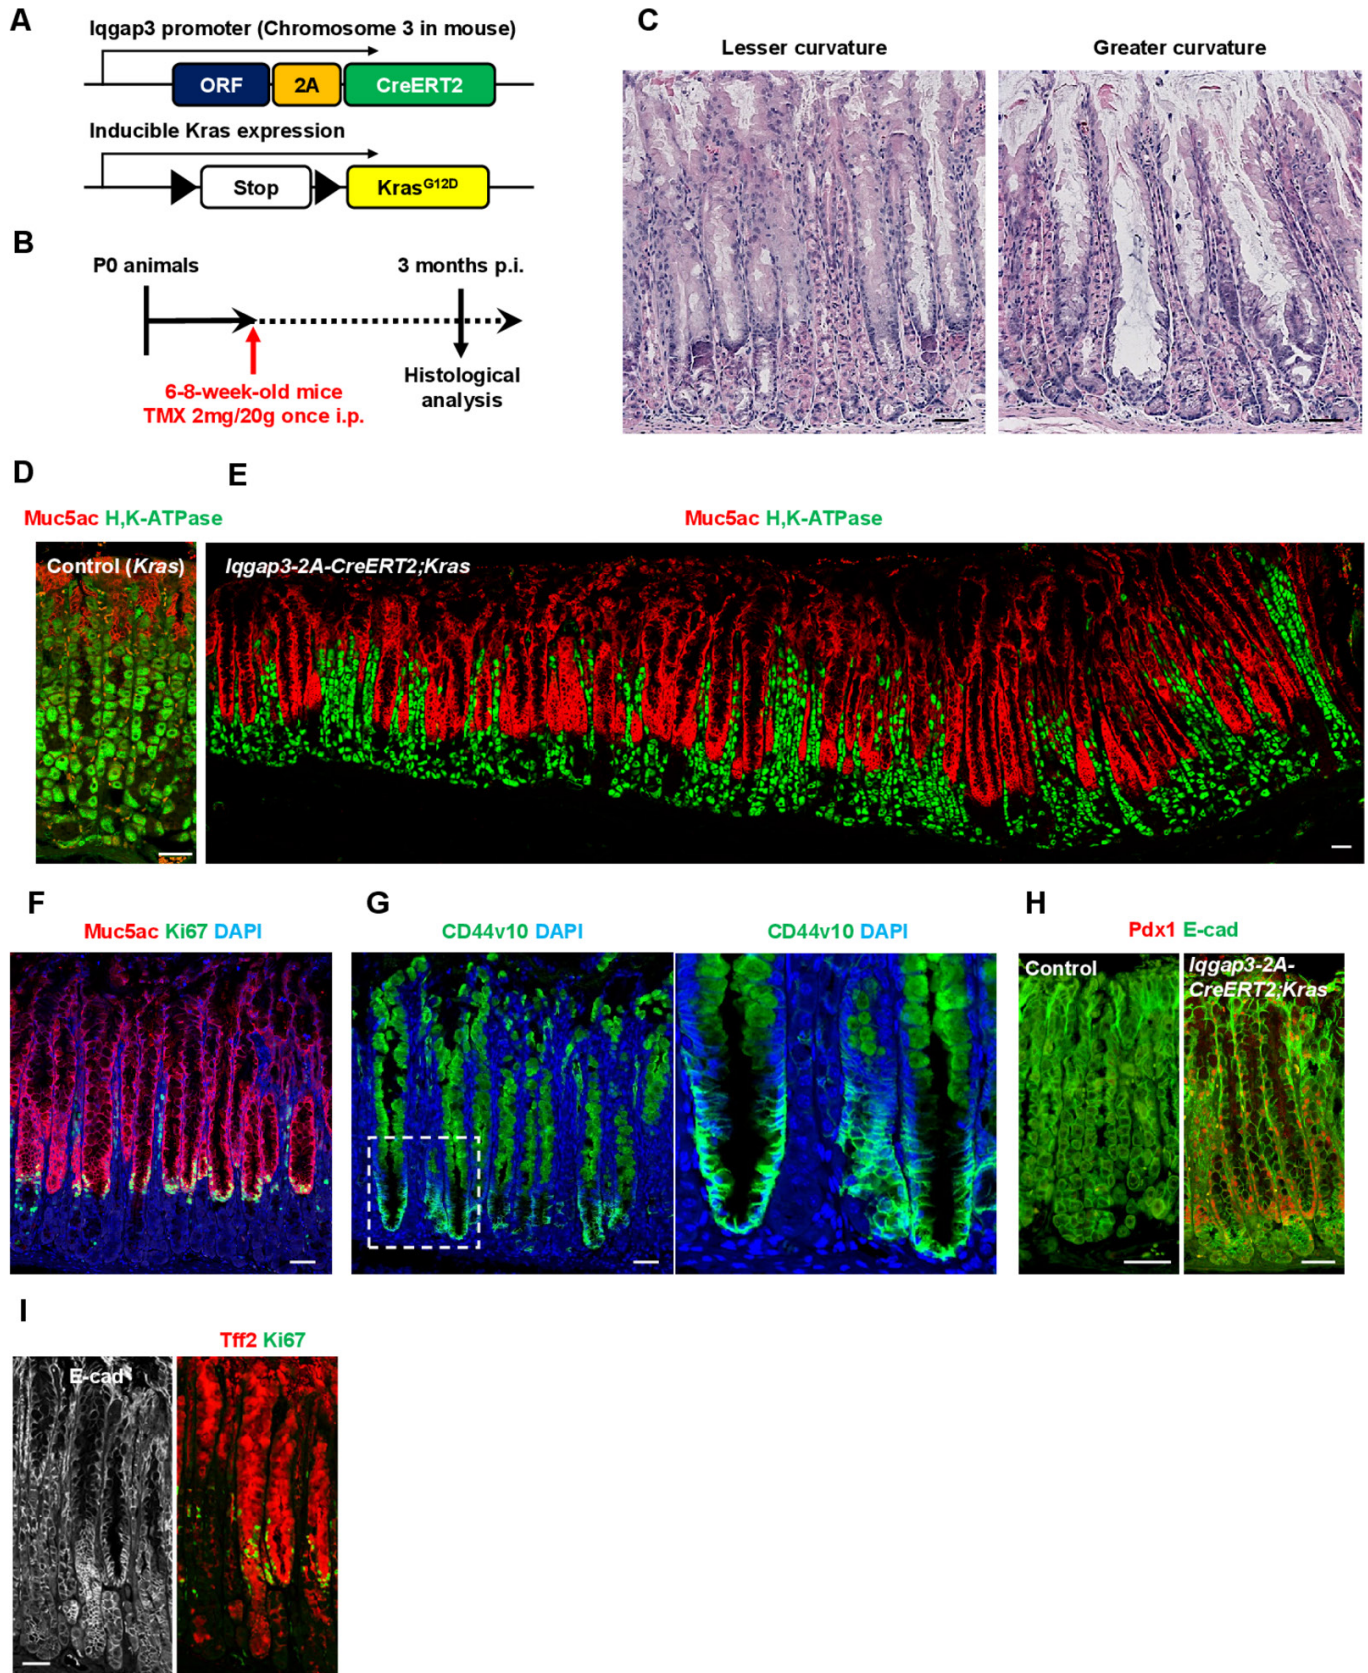 A
Iqgap3 promoter (Chromosome 3 in mouse)
ORF 2A CreERT2
Inducible Kras expression
Stop KrasG12D
B
P0 animals 3 months p.i.
6-8-week-old mice
TMX 2mg/20g once i.p.
Histological
analysis
C
Lesser curvature Greater curvature
D
Muc5ac H,K-ATPase
Control (Kras)
E
Muc5ac H,K-ATPase
Iqgap3-2A-CreERT2;Kras
F
Muc5ac Ki67 DAPI
G
CD44v10 DAPI CD44v10 DAPI
H
Pdx1 E-cad
Control
Iqgap3-2A-
CreERT2;Kras
I
Tff2 Ki67
E-cad